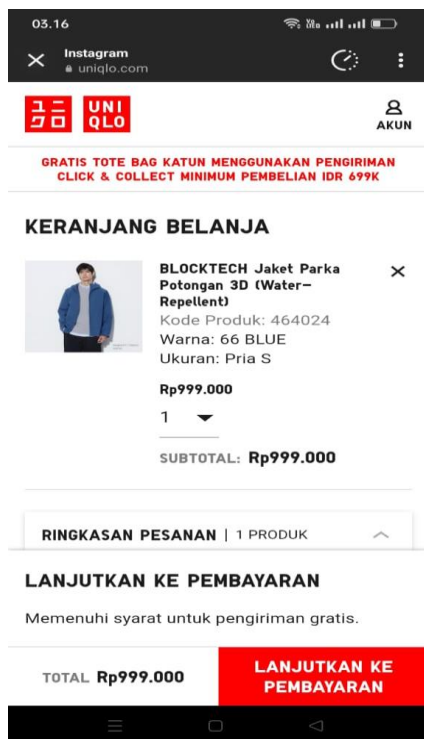 03.16
Instagram
uniqlo.com
ユニ
クロ
UNI
QLO
AKUN
GRATIS TOTE BAG KATUN MENGGUNAKAN PENGIRIMAN
CLICK & COLLECT MINIMUM PEMBELIAN IDR 699K
KERANJANG BELANJA
BLOCKTECH Jaket Parka
Potongan 3D (Water-
Repellent)
Kode Produk: 464024
Warna: 66 BLUE
Ukuran: Pria S
Rp999.000
1
SUBTOTAL: Rp999.000
RINGKASAN PESANAN | 1 PRODUK
LANJUTKAN KE PEMBAYARAN
Memenuhi syarat untuk pengiriman gratis.
TOTAL Rp999.000
LANJUTKAN KE
PEMBAYARAN